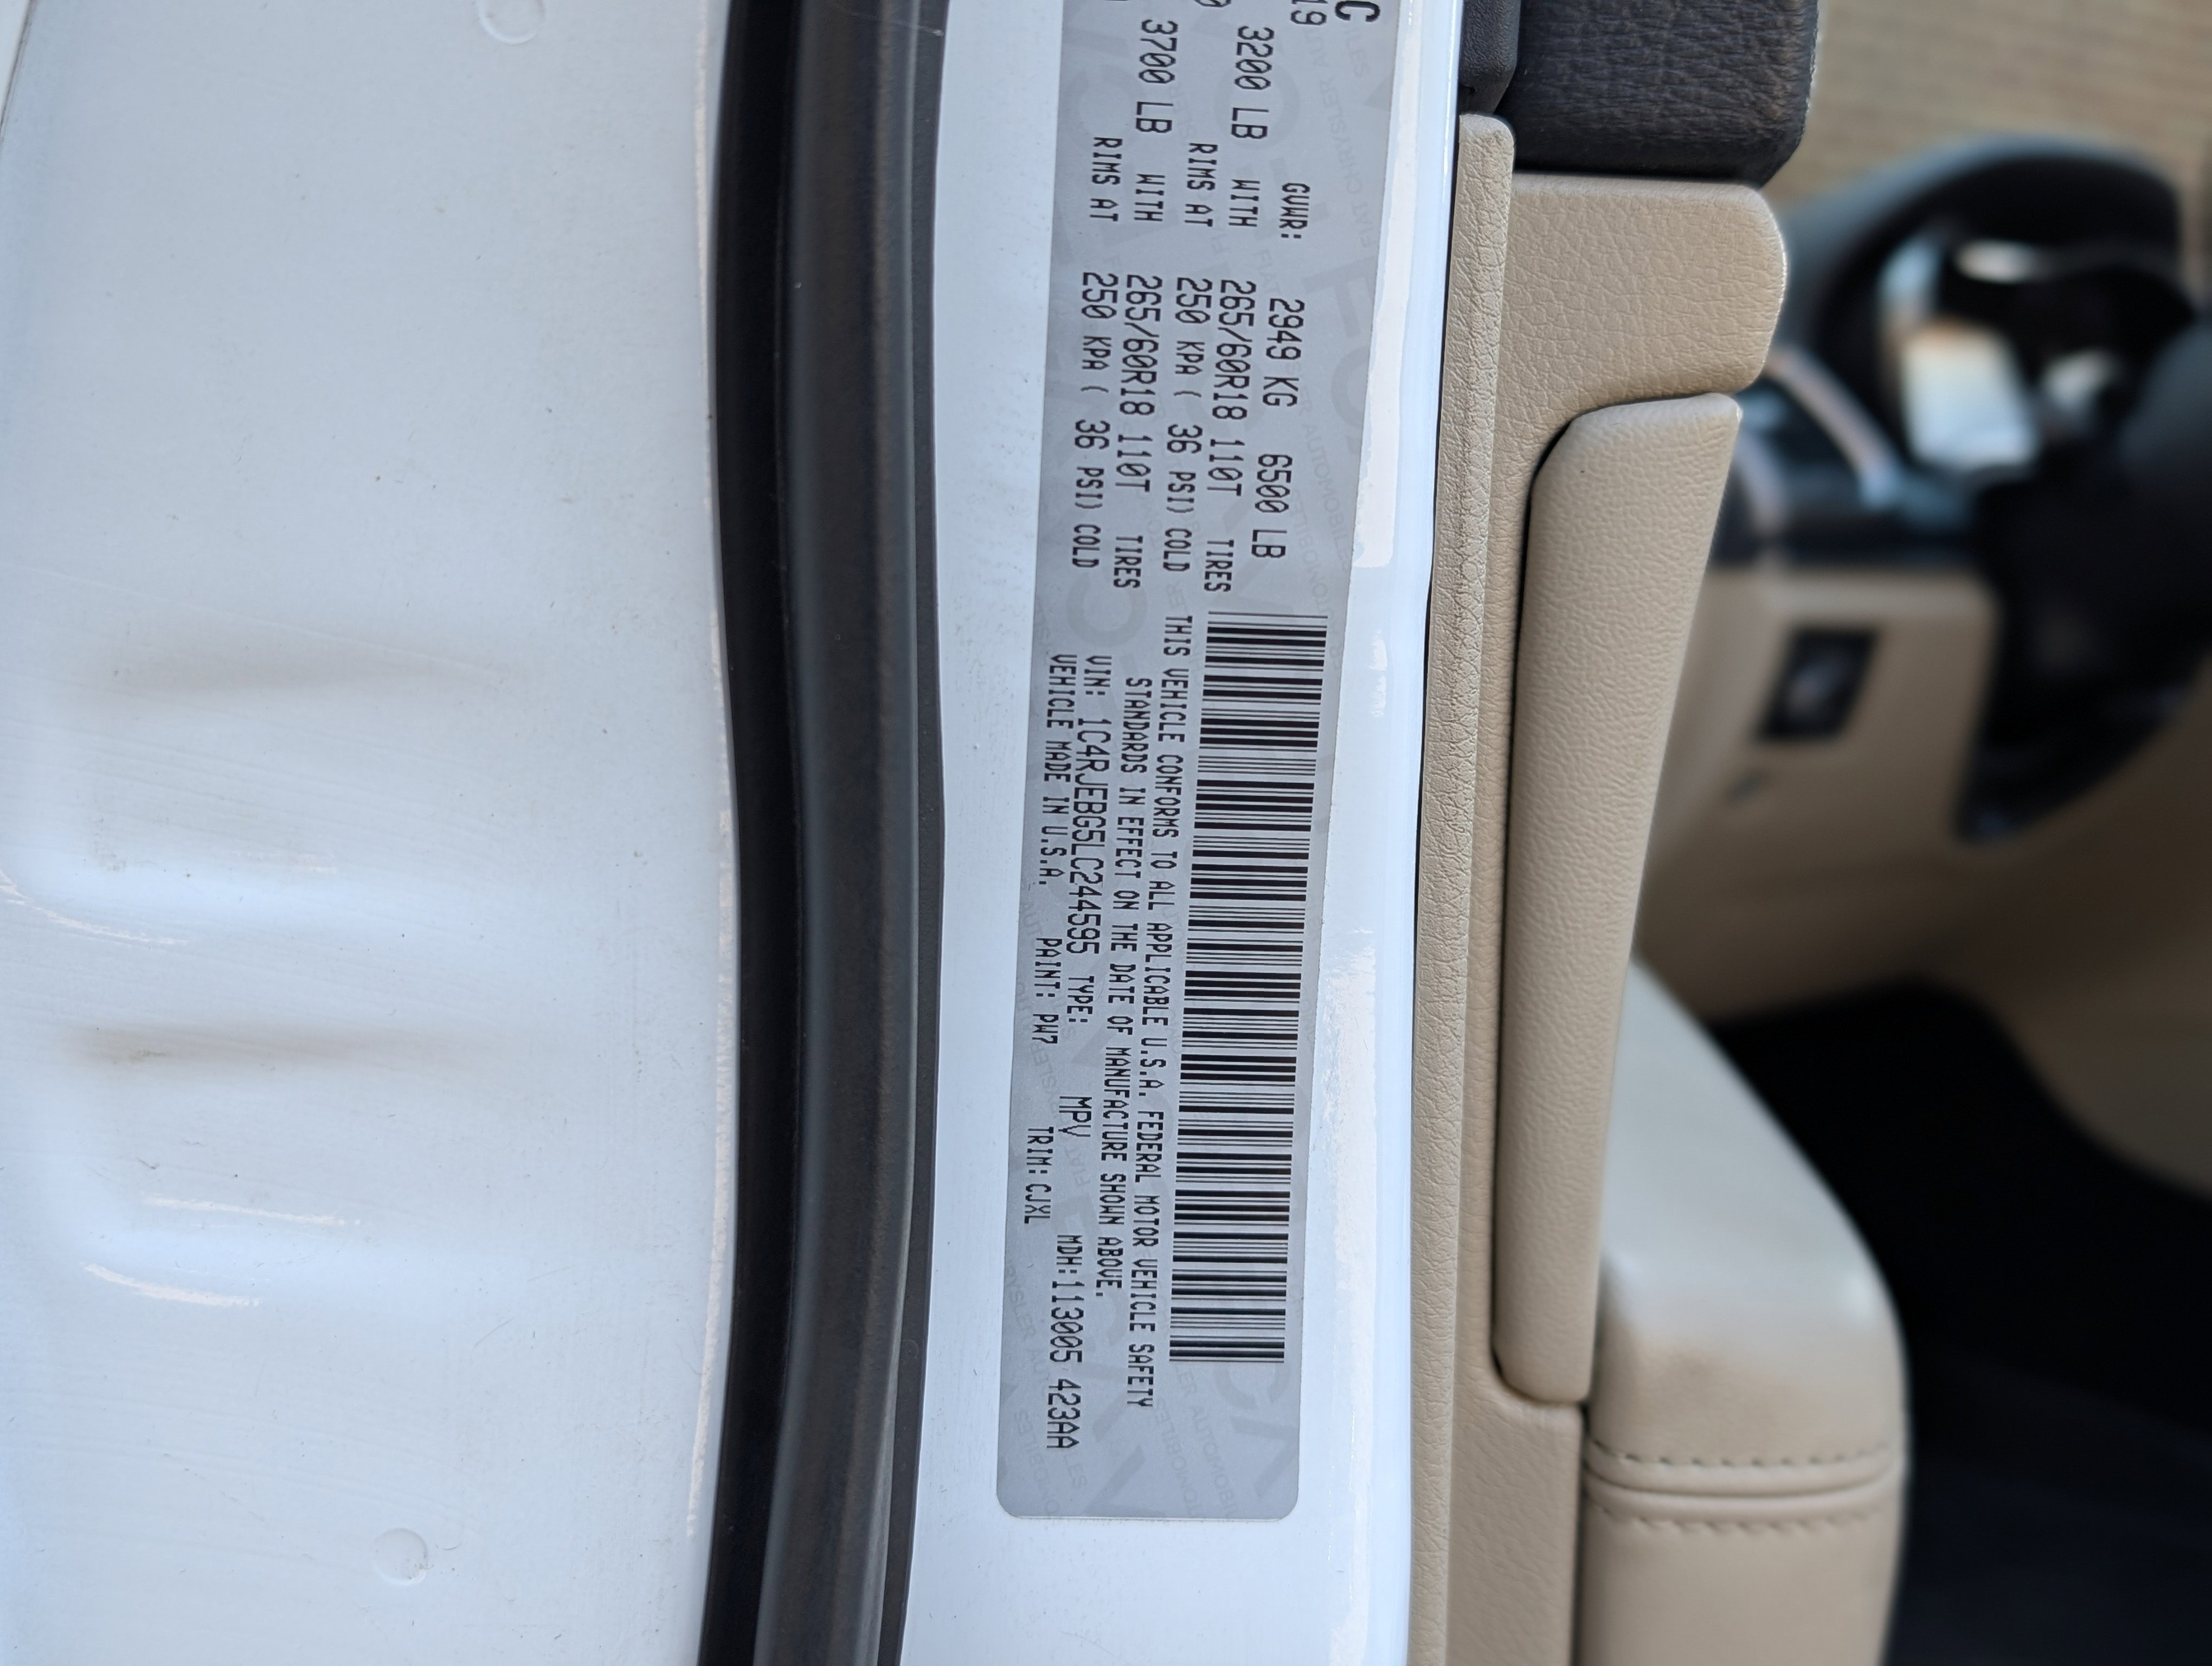 C
19
GVWR: 2949 KG 6500 LB
3200 LB WITH 265/60R18 110T TIRES
RIMS AT 250 KPA ( 36 PSI) COLD
3700 LB WITH 265/60R18 110T TIRES
RIMS AT 250 KPA ( 36 PSI) COLD
THIS VEHICLE CONFORMS TO ALL APPLICABLE U.S.A. FEDERAL MOTOR VEHICLE SAFETY
STANDARDS IN EFFECT ON THE DATE OF MANUFACTURE SHOWN ABOVE.
VIN: 1C4RJEBG5LC244595 TYPE: MPV MDH:113005 423AA
VEHICLE MADE IN U.S.A. PAINT: PW7 TRIM:CJXL